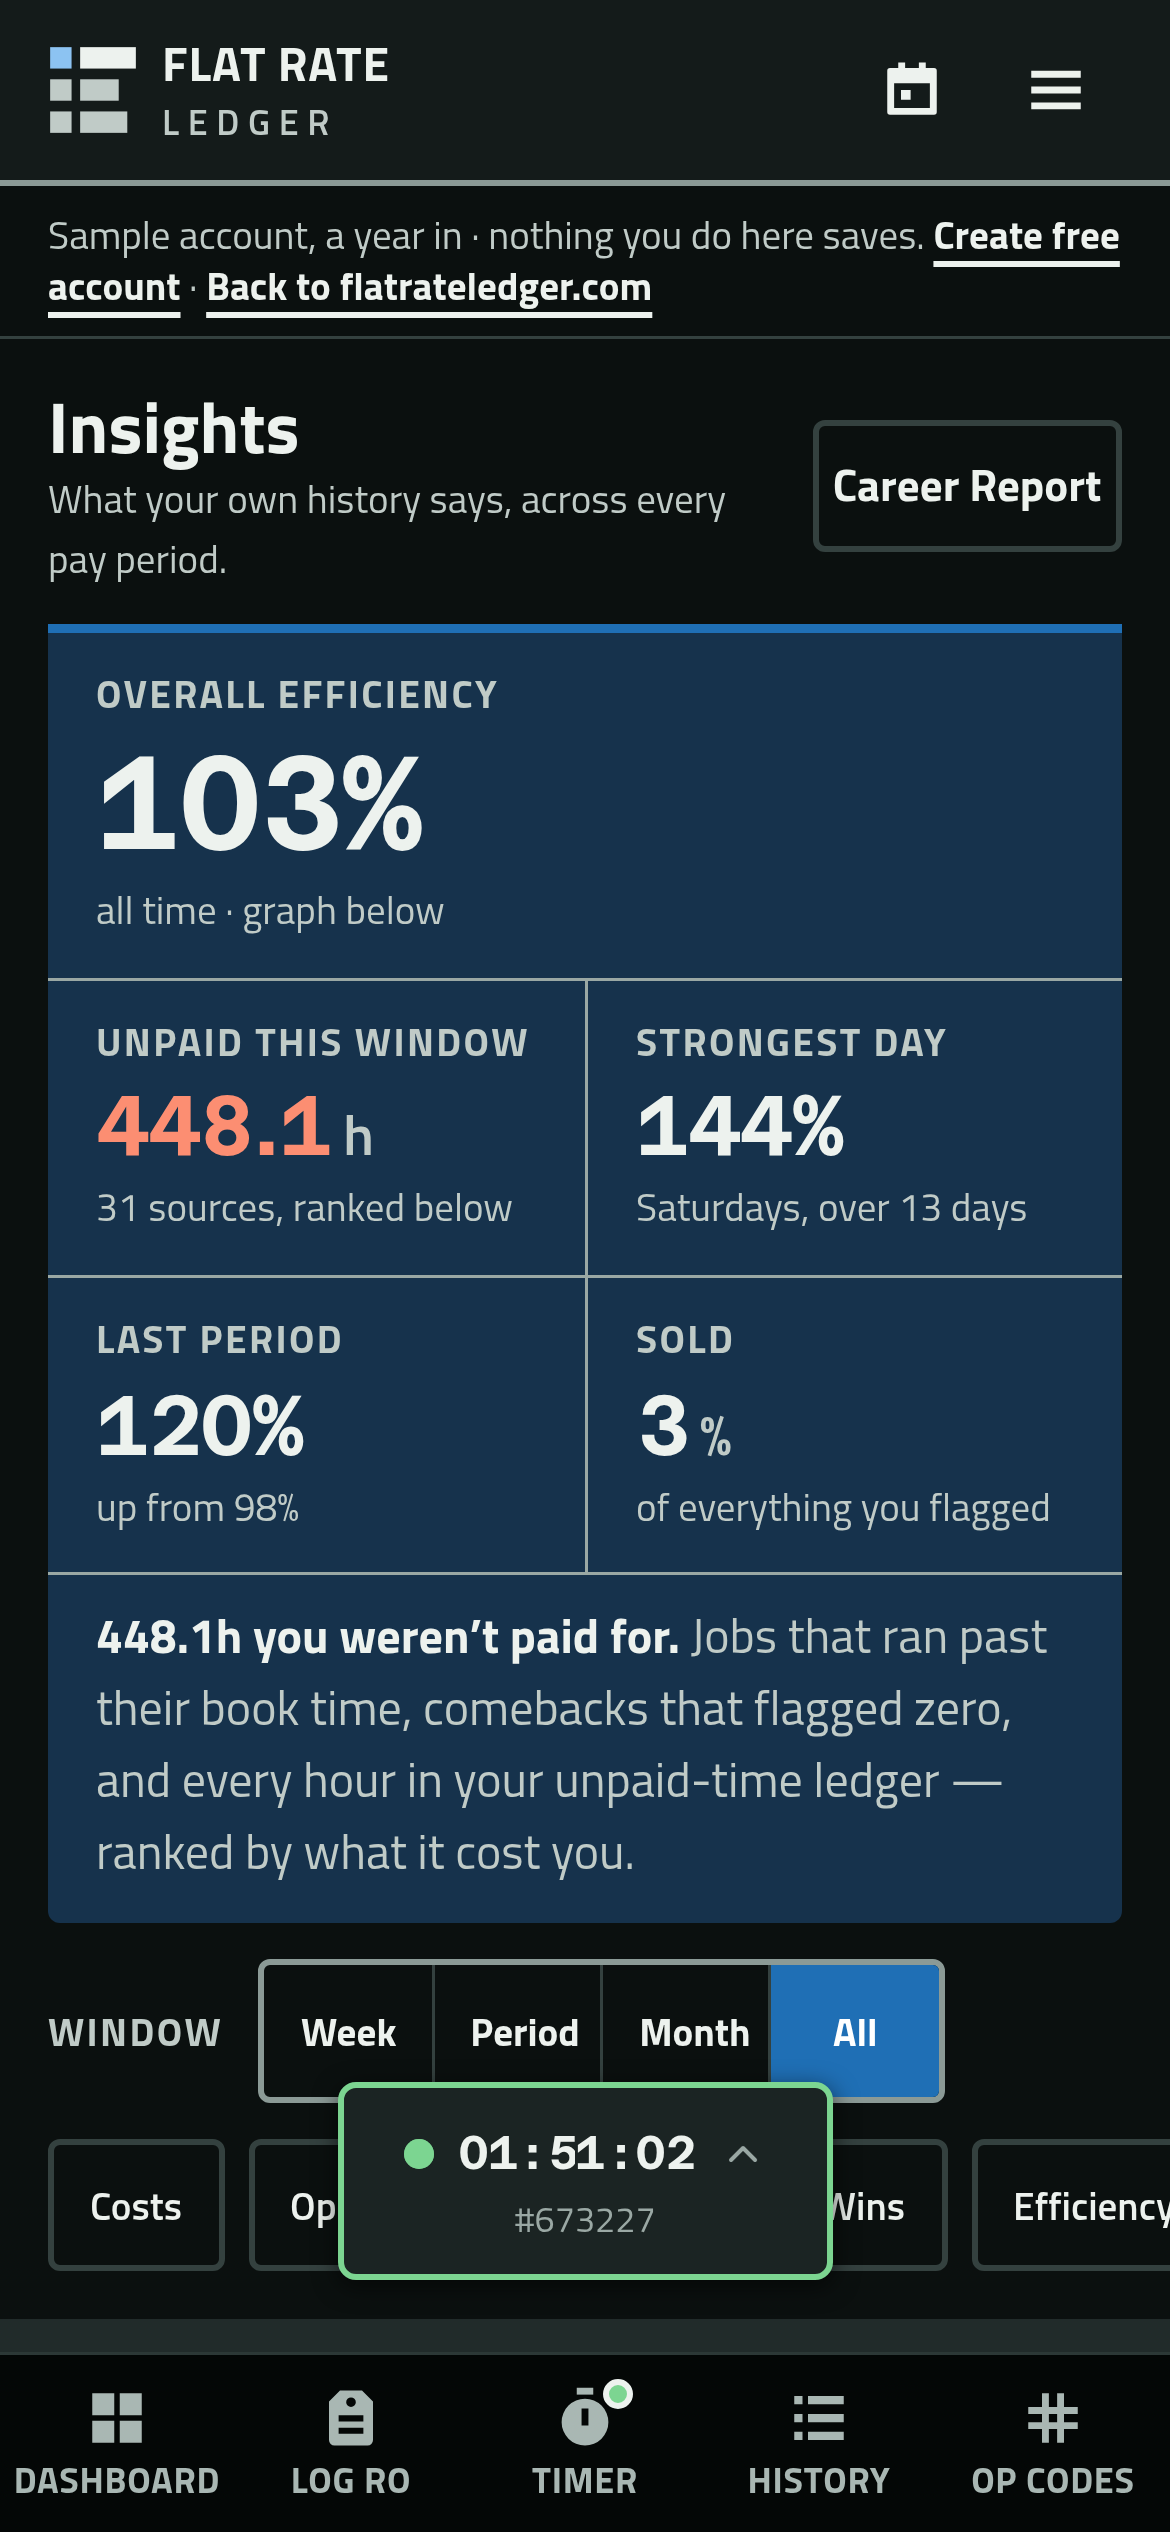 FLAT RATE
LEDGER
Sample account, a year in · nothing you do here saves. Create free
account · Back to flatrateledger.com
Insights
What your own history says, across every
pay period.
Career Report
OVERALL EFFICIENCY
103%
all time · graph below
UNPAID THIS WINDOW
448.1 h
31 sources, ranked below
STRONGEST DAY
144%
Saturdays, over 13 days
LAST PERIOD
120%
up from 98%
SOLD
3 %
of everything you flagged
448.1h you weren’t paid for. Jobs that ran past
their book time, comebacks that flagged zero,
and every hour in your unpaid-time ledger —
ranked by what it cost you.
WINDOW
Week
Period
Month
All
Costs
Op
Wins
Efficiency
01:51:02
#673227
DASHBOARD
LOG RO
TIMER
HISTORY
OP CODES